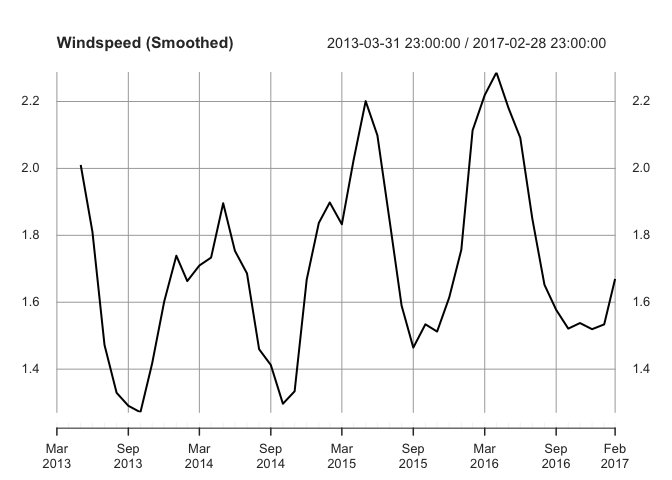 Windspeed (Smoothed) 2013-03-31 23:00:00 / 2017-02-28 23:00:00
2.2 2.2
2.0 2.0
1.8 1.8
1.6 1.6
1.4 1.4
Mar Sep Mar Sep Mar Sep Mar Sep Feb
2013 2013 2014 2014 2015 2015 2016 2016 2017